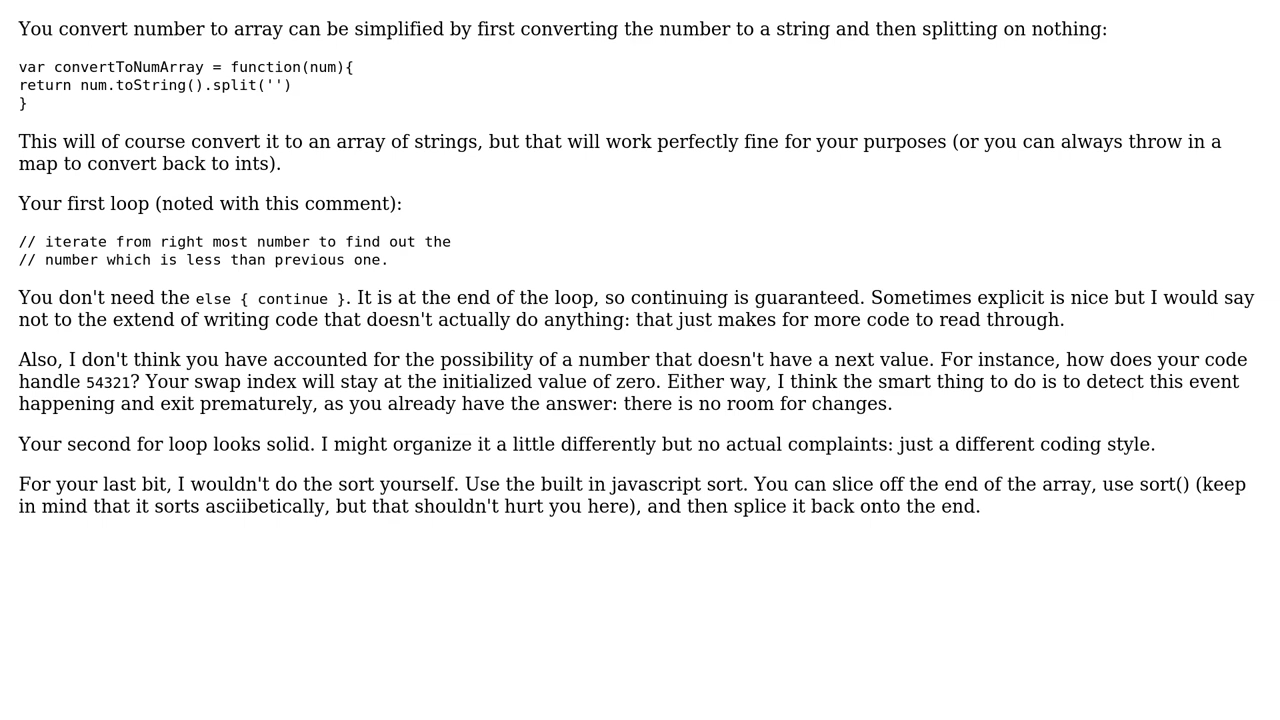 You convert number to array can be simplified by first converting the number to a string and then splitting on nothing:
var convertToNumArray = function(num){
return num.toString().split('')
}
This will of course convert it to an array of strings, but that will work perfectly fine for your purposes (or you can always throw in a
map to convert back to ints).
Your first loop (noted with this comment):
// iterate from right most number to find out the
// number which is less than previous one.
You don't need the else { continue }. It is at the end of the loop, so continuing is guaranteed. Sometimes explicit is nice but I would say
not to the extend of writing code that doesn't actually do anything: that just makes for more code to read through.
Also, I don't think you have accounted for the possibility of a number that doesn't have a next value. For instance, how does your code
handle 54321? Your swap index will stay at the initialized value of zero. Either way, I think the smart thing to do is to detect this event
happening and exit prematurely, as you already have the answer: there is no room for changes.
Your second for loop looks solid. I might organize it a little differently but no actual complaints: just a different coding style.
For your last bit, I wouldn't do the sort yourself. Use the built in javascript sort. You can slice off the end of the array, use sort() (keep
in mind that it sorts asciibetically, but that shouldn't hurt you here), and then splice it back onto the end.